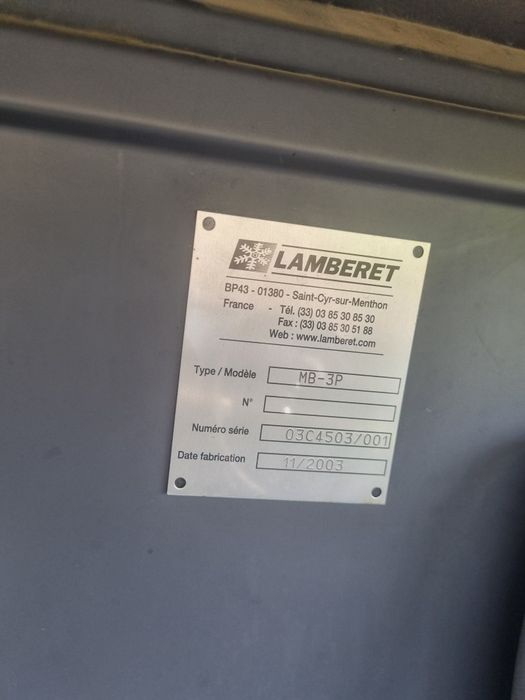 LAMBERET
BP43 - 01380 - Saint-Cyr-sur-Menthon
France - Tél. (33) 03 85 30 85 30
Fax : (33) 03 85 30 51 88
Web : www.lamberet.com
Type / Modèle MB-3P
N°
Numéro série 03C4503/001
Date fabrication 11/2003